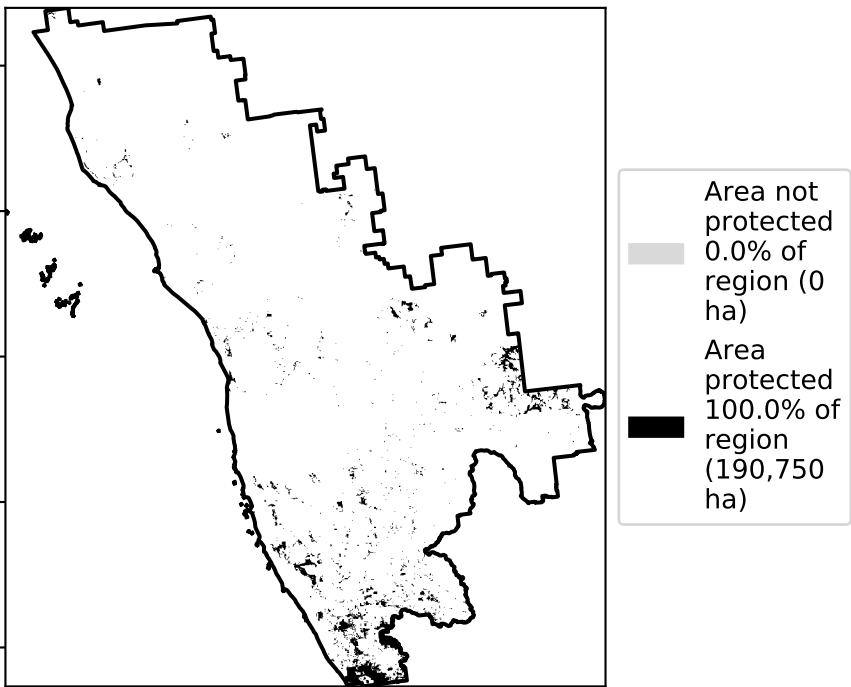 Area not
protected
0.0% of
region (0
ha)
Area
protected
100.0% of
region
(190,750
ha)